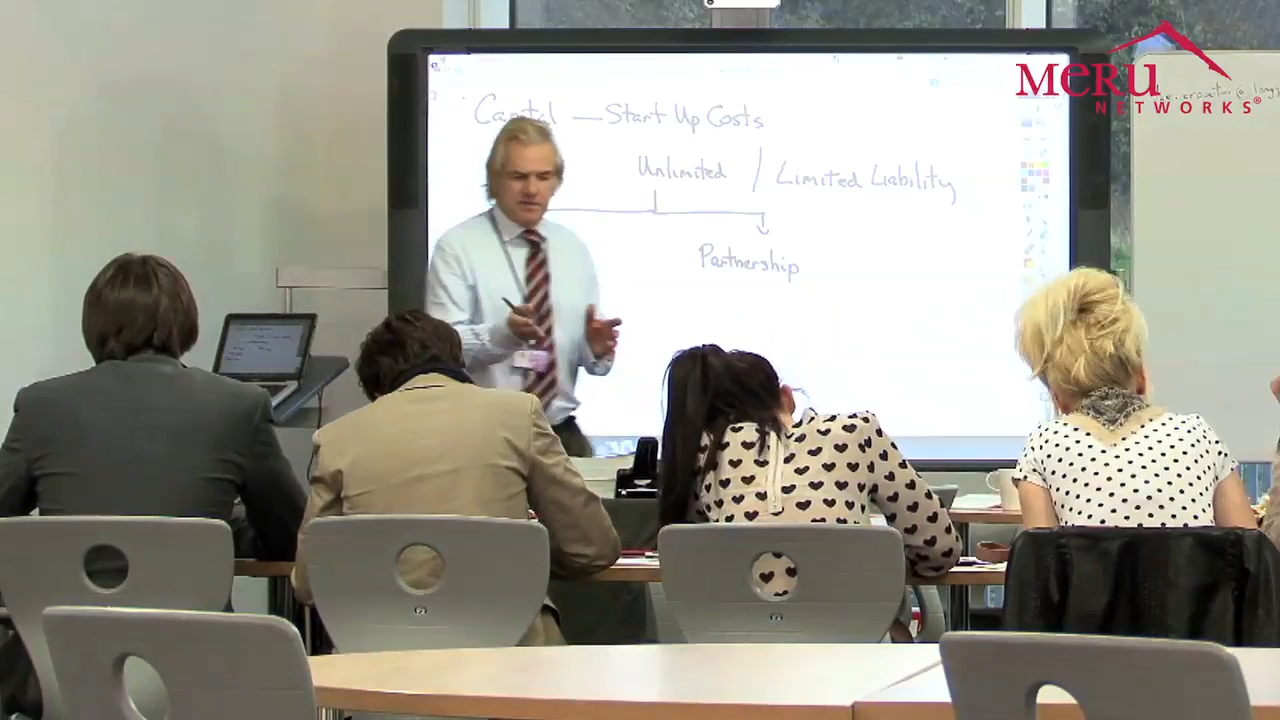 MERU
NETWORKS®
Capital — Start Up Costs
Unlimited / Limited Liability
Partnership